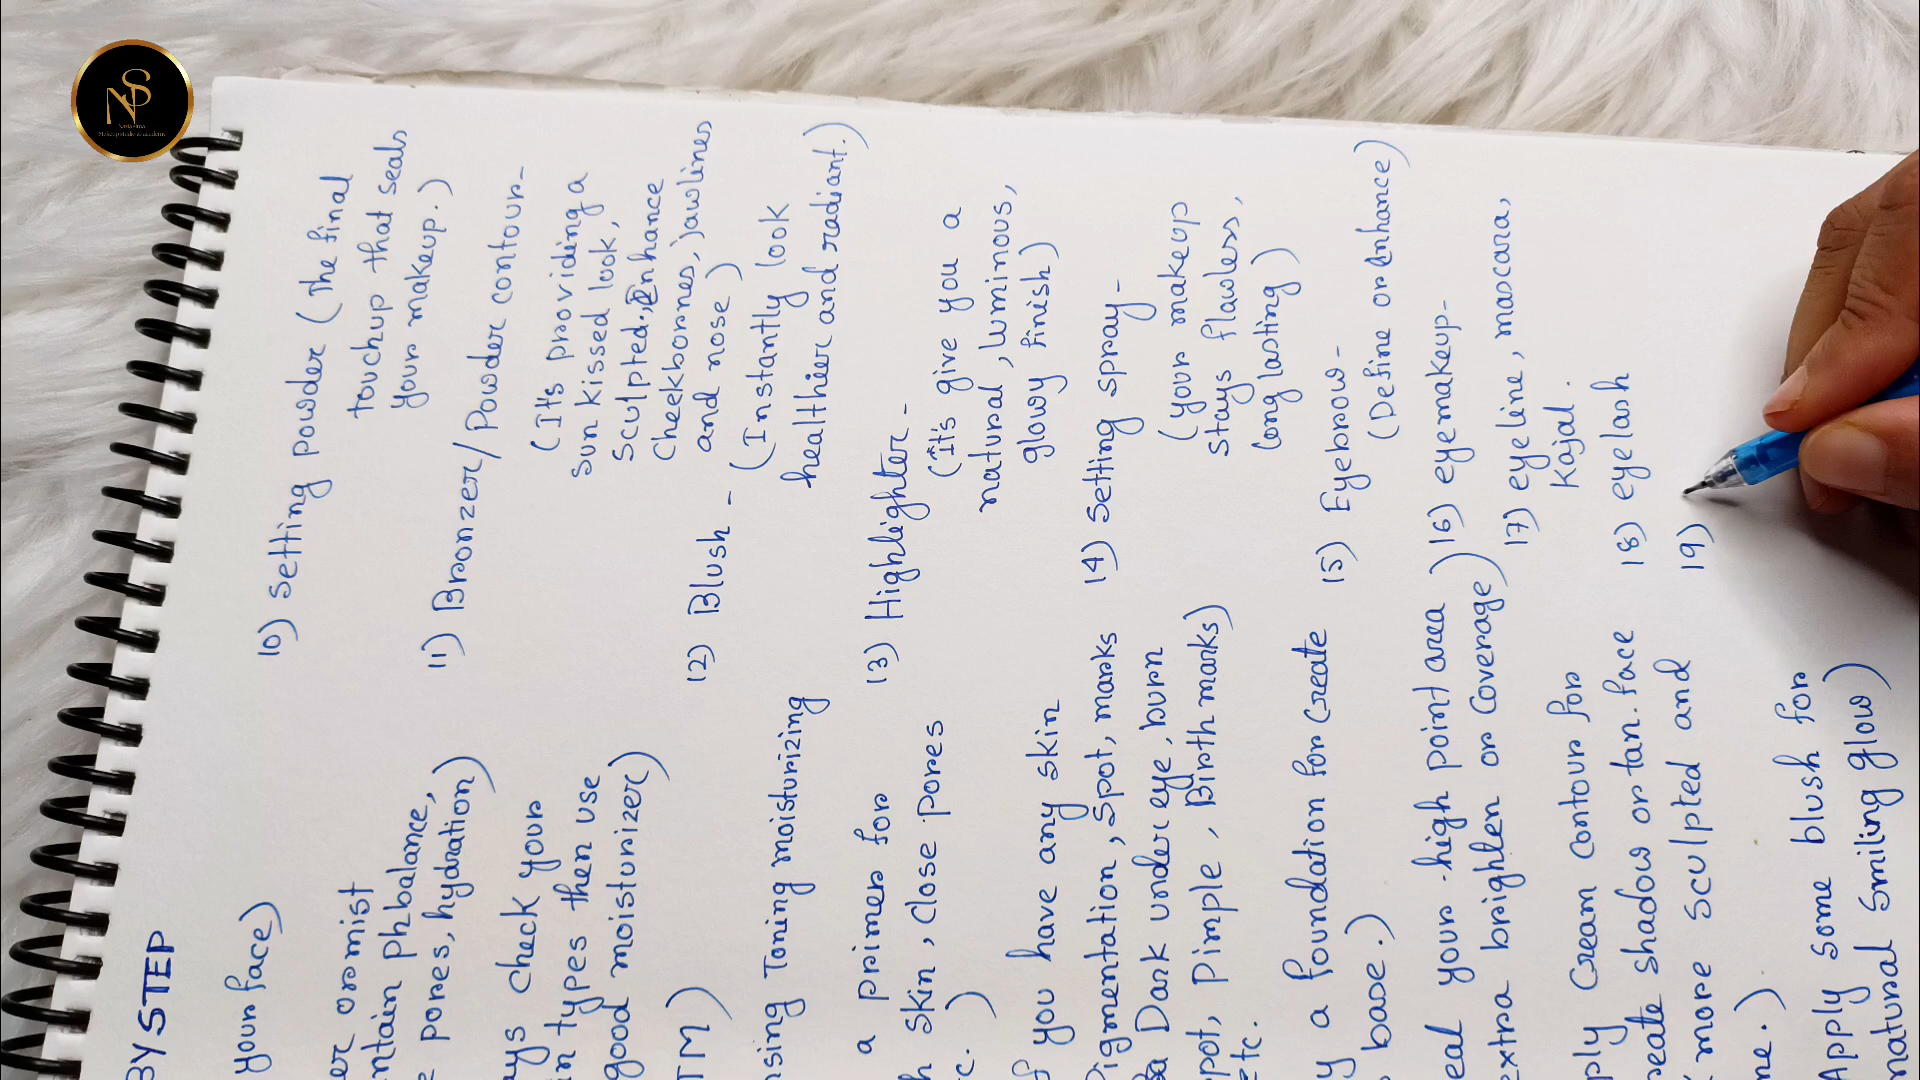 BY STEP
your face)
er or mist
ntain ph balance,
pores, hydration)
ys check your
n types then use
good moisturizer)
TM)
nsing Toning moisturizing
a primer for
h skin, close pores
c.)
f you have any skin
Pigmentation, Spot, marks
a Dark under eye, burn
pot, Pimple, Birth marks)
etc.
y a foundation for create
base.)
eal your high point area
extra brighten or coverage)
ply Cream contour for
reate shadow or tan. face
more sculpted and
ne.)
Apply some blush for
natural smiling glow)
10) Setting powder (The final
touchup that seals
your makeup.)
11) Bronzer/Powder contour-
(It's providing a
sun kissed look,
sculpted., Enhance
Cheekbornes, jawlines
and nose)
12) Blush - (Instantly look
healthier and radiant.)
13) Highlighter -
(It's give you a
natural, luminous,
glowy finish)
14) Setting spray -
(your makeup
stays flawless,
long lasting)
15) Eyebrow -
(Define or Enhance)
16) eyemakeup-
17) eyeline, mascara,
Kajal.
18) eyelash
19)
NS